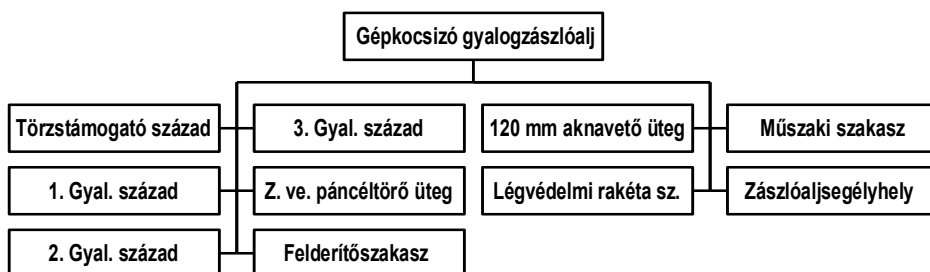 Gépkocsizó gyalogzászlóalj
Törzstámogató század
3. Gyal. század
120 mm aknavető üteg
Műszaki szakasz
1. Gyal. század
Z. ve. páncéltörő üteg
Légvédelmi rakéta sz.
Zászlóaljsegélyhely
2. Gyal. század
Felderítőszakasz